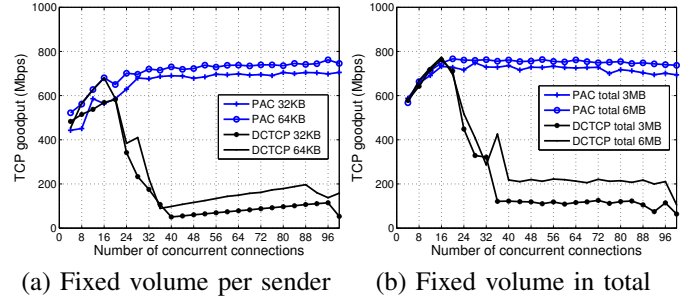 1000
800
600
400
200
0
TCP goodput (Mbps)
PAC 32KB
PAC 64KB
DCTCP 32KB
DCTCP 64KB
0 8 16 24 32 40 48 56 64 72 80 88 96
Number of concurrent connections
(a) Fixed volume per sender
1000
800
600
400
200
0
TCP goodput (Mbps)
PAC total 3MB
PAC total 6MB
DCTCP total 3MB
DCTCP total 6MB
0 8 16 24 32 40 48 56 64 72 80 88 96
Number of concurrent connections
(b) Fixed volume in total